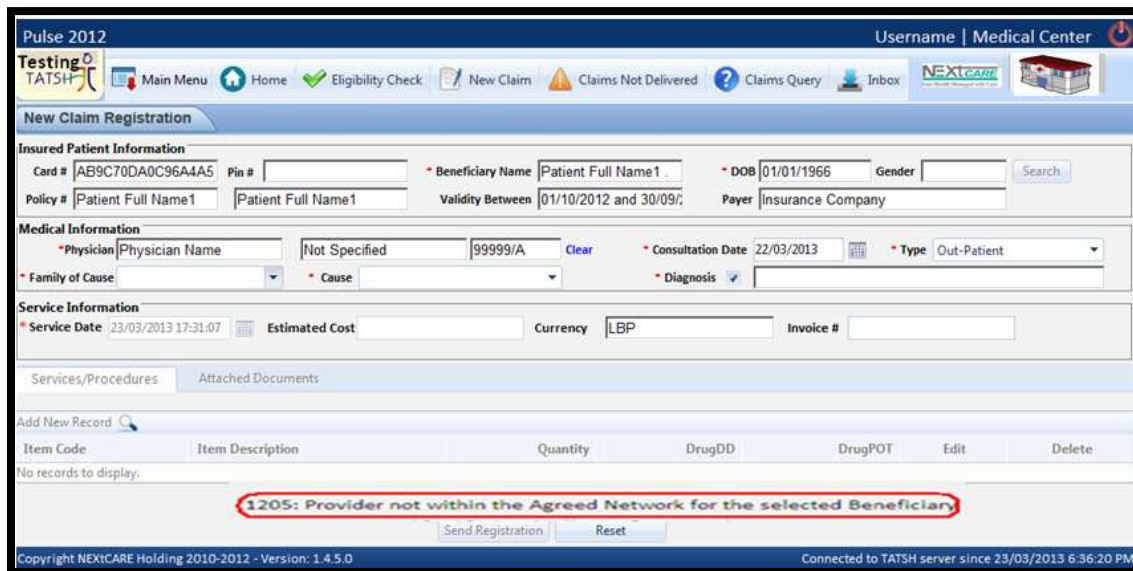 Pulse 2012 Username | Medical Center
Testing
TATSH Main Menu Home Eligibility Check New Claim Claims Not Delivered Claims Query Inbox NEXtCARE
New Claim Registration
Insured Patient Information
Card # AB9C70DA0C96A4A5 Pin # * Beneficiary Name Patient Full Name1 . * DOB 01/01/1966 Gender Search
Policy # Patient Full Name1 Patient Full Name1 Validity Between 01/10/2012 and 30/09/ Payer Insurance Company
Medical Information
*Physician Physician Name Not Specified 99999/A Clear * Consultation Date 22/03/2013 * Type Out-Patient
* Family of Cause * Cause * Diagnosis
Service Information
* Service Date 23/03/2013 17:31:07 Estimated Cost Currency LBP Invoice #
Services/Procedures Attached Documents
Add New Record
Item Code Item Description Quantity DrugDD DrugPOT Edit Delete
No records to display.
1205: Provider not within the Agreed Network for the selected Beneficiary
Send Registration Reset
Copyright NEXtCARE Holding 2010-2012 - Version: 1.4.5.0 Connected to TATSH server since 23/03/2013 6:36:20 PM